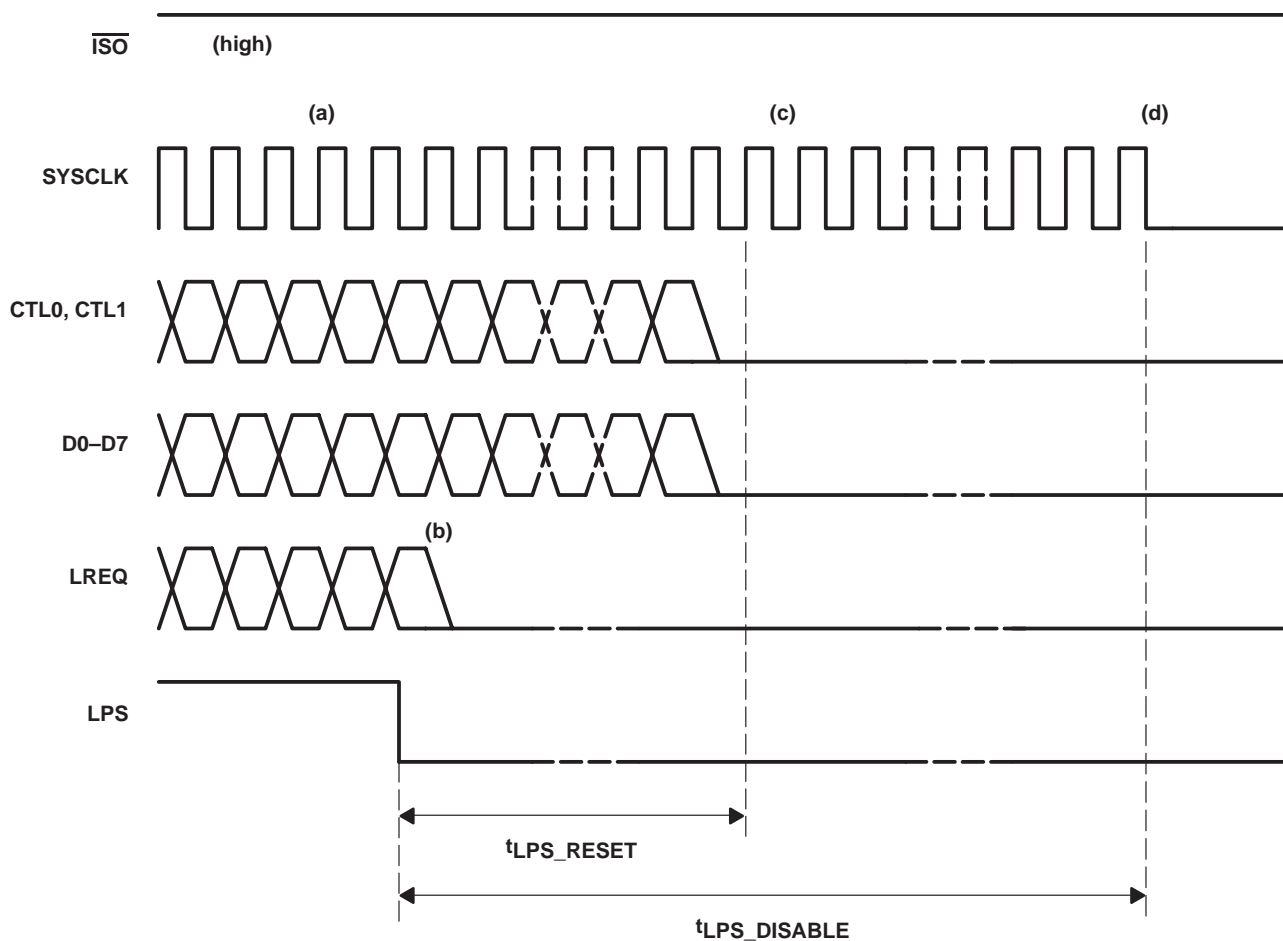 ISO (high)
(a) (c) (d)
SYSCLK
CTL0, CTL1
D0–D7
(b)
LREQ
LPS
tLPS_RESET
tLPS_DISABLE